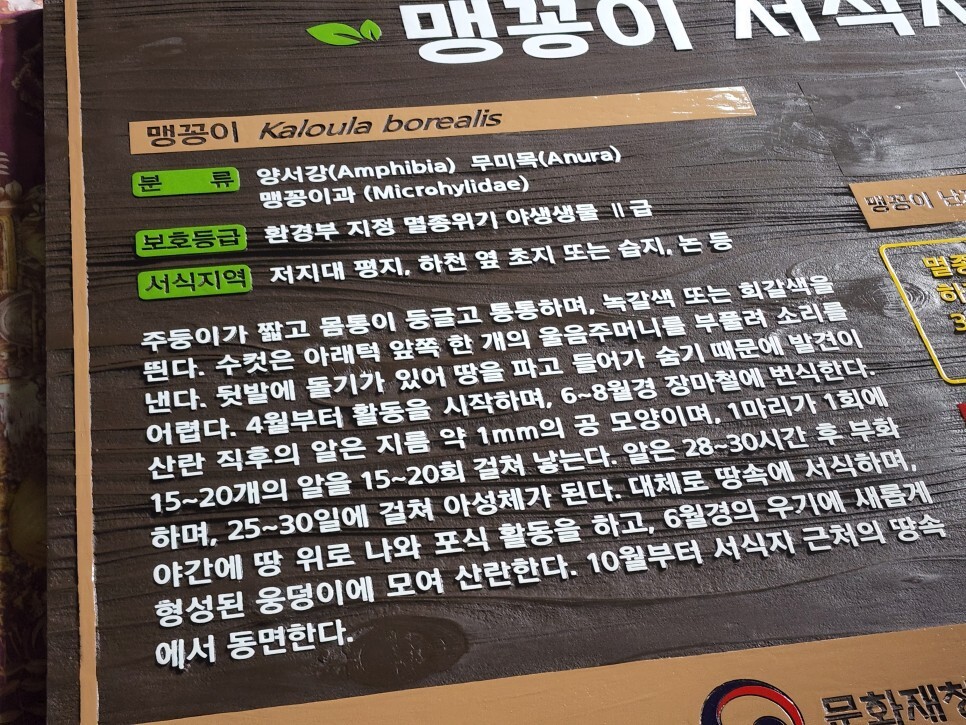 맹꽁이 서식지
맹꽁이 Kaloula borealis
분 류 양서강(Amphibia) 무미목(Anura)
맹꽁이과 (Microhylidae)
보호등급 환경부 지정 멸종위기 야생생물 Ⅱ급
서식지역 저지대 평지, 하천 옆 초지 또는 습지, 논 등
주둥이가 짧고 몸통이 둥글고 통통하며, 녹갈색 또는 회갈색을
띈다. 수컷은 아래턱 앞쪽 한 개의 울음주머니를 부풀려 소리를
낸다. 뒷발에 돌기가 있어 땅을 파고 들어가 숨기 때문에 발견이
어렵다. 4월부터 활동을 시작하며, 6~8월경 장마철에 번식한다.
산란 직후의 알은 지름 약 1mm의 공 모양이며, 1마리가 1회에
15~20개의 알을 15~20회 걸쳐 낳는다. 알은 28~30시간 후 부화
하며, 25~30일에 걸쳐 아성체가 된다. 대체로 땅속에 서식하며,
야간에 땅 위로 나와 포식 활동을 하고, 6월경의 우기에 새롭게
형성된 웅덩이에 모여 산란한다. 10월부터 서식지 근처의 땅속
에서 동면한다.
맹꽁이
멸종
하
3
문화재청